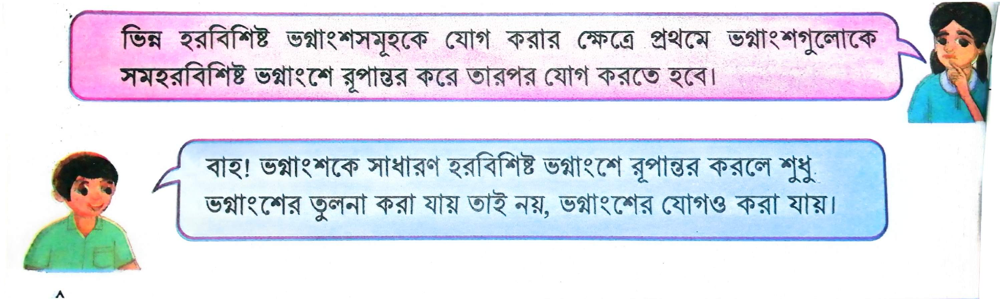 ভিন্ন হরবিশিষ্ট ভগ্নাংশসমূহকে যোগ করার ক্ষেত্রে প্রথমে ভগ্নাংশগুলোকে
সমহরবিশিষ্ট ভগ্নাংশে রূপান্তর করে তারপর যোগ করতে হবে।
বাহ! ভগ্নাংশকে সাধারণ হরবিশিষ্ট ভগ্নাংশে রূপান্তর করলে শুধু
ভগ্নাংশের তুলনা করা যায় তাই নয়, ভগ্নাংশের যোগও করা যায়।